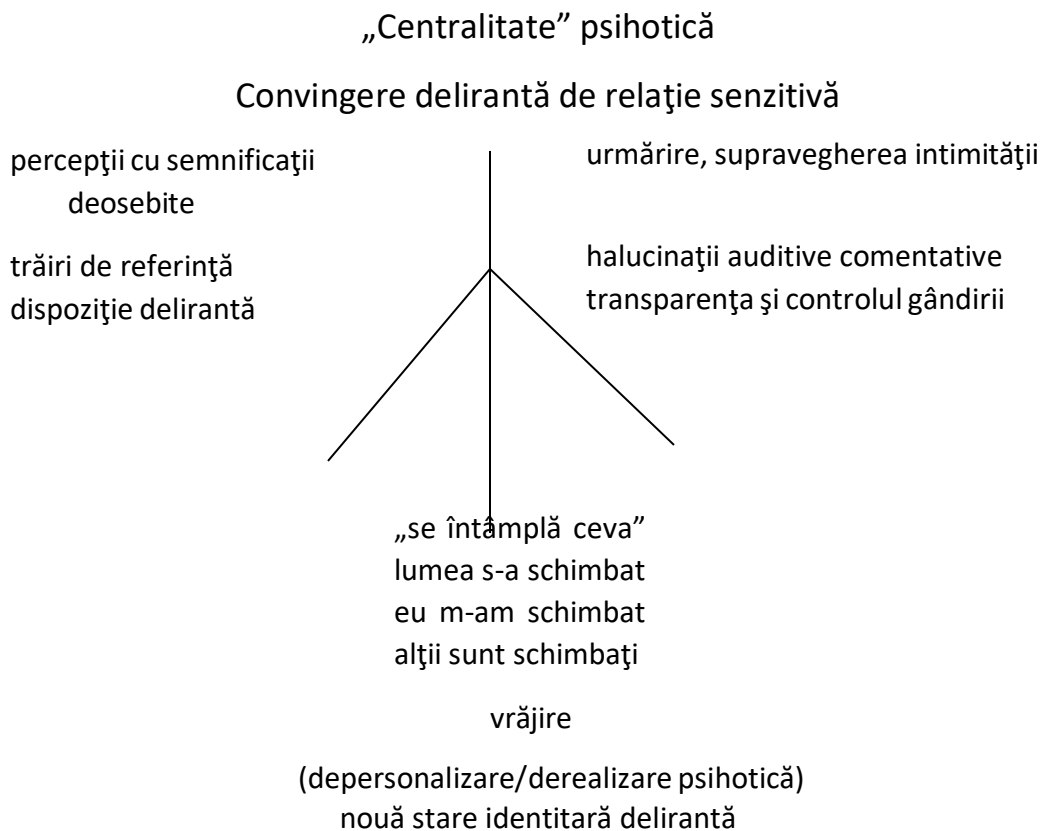 „Centralitate” psihotică
Convingere delirantă de relaţie senzitivă
percepţii cu semnificaţii
deosebite
trăiri de referinţă
dispoziţie delirantă
urmărire, supravegherea intimităţii
halucinaţii auditive comentative
transparenţa şi controlul gândirii
„se întâmplă ceva”
lumea s-a schimbat
eu m-am schimbat
alţii sunt schimbaţi
vrăjire
(depersonalizare/derealizare psihotică)
nouă stare identitară delirantă